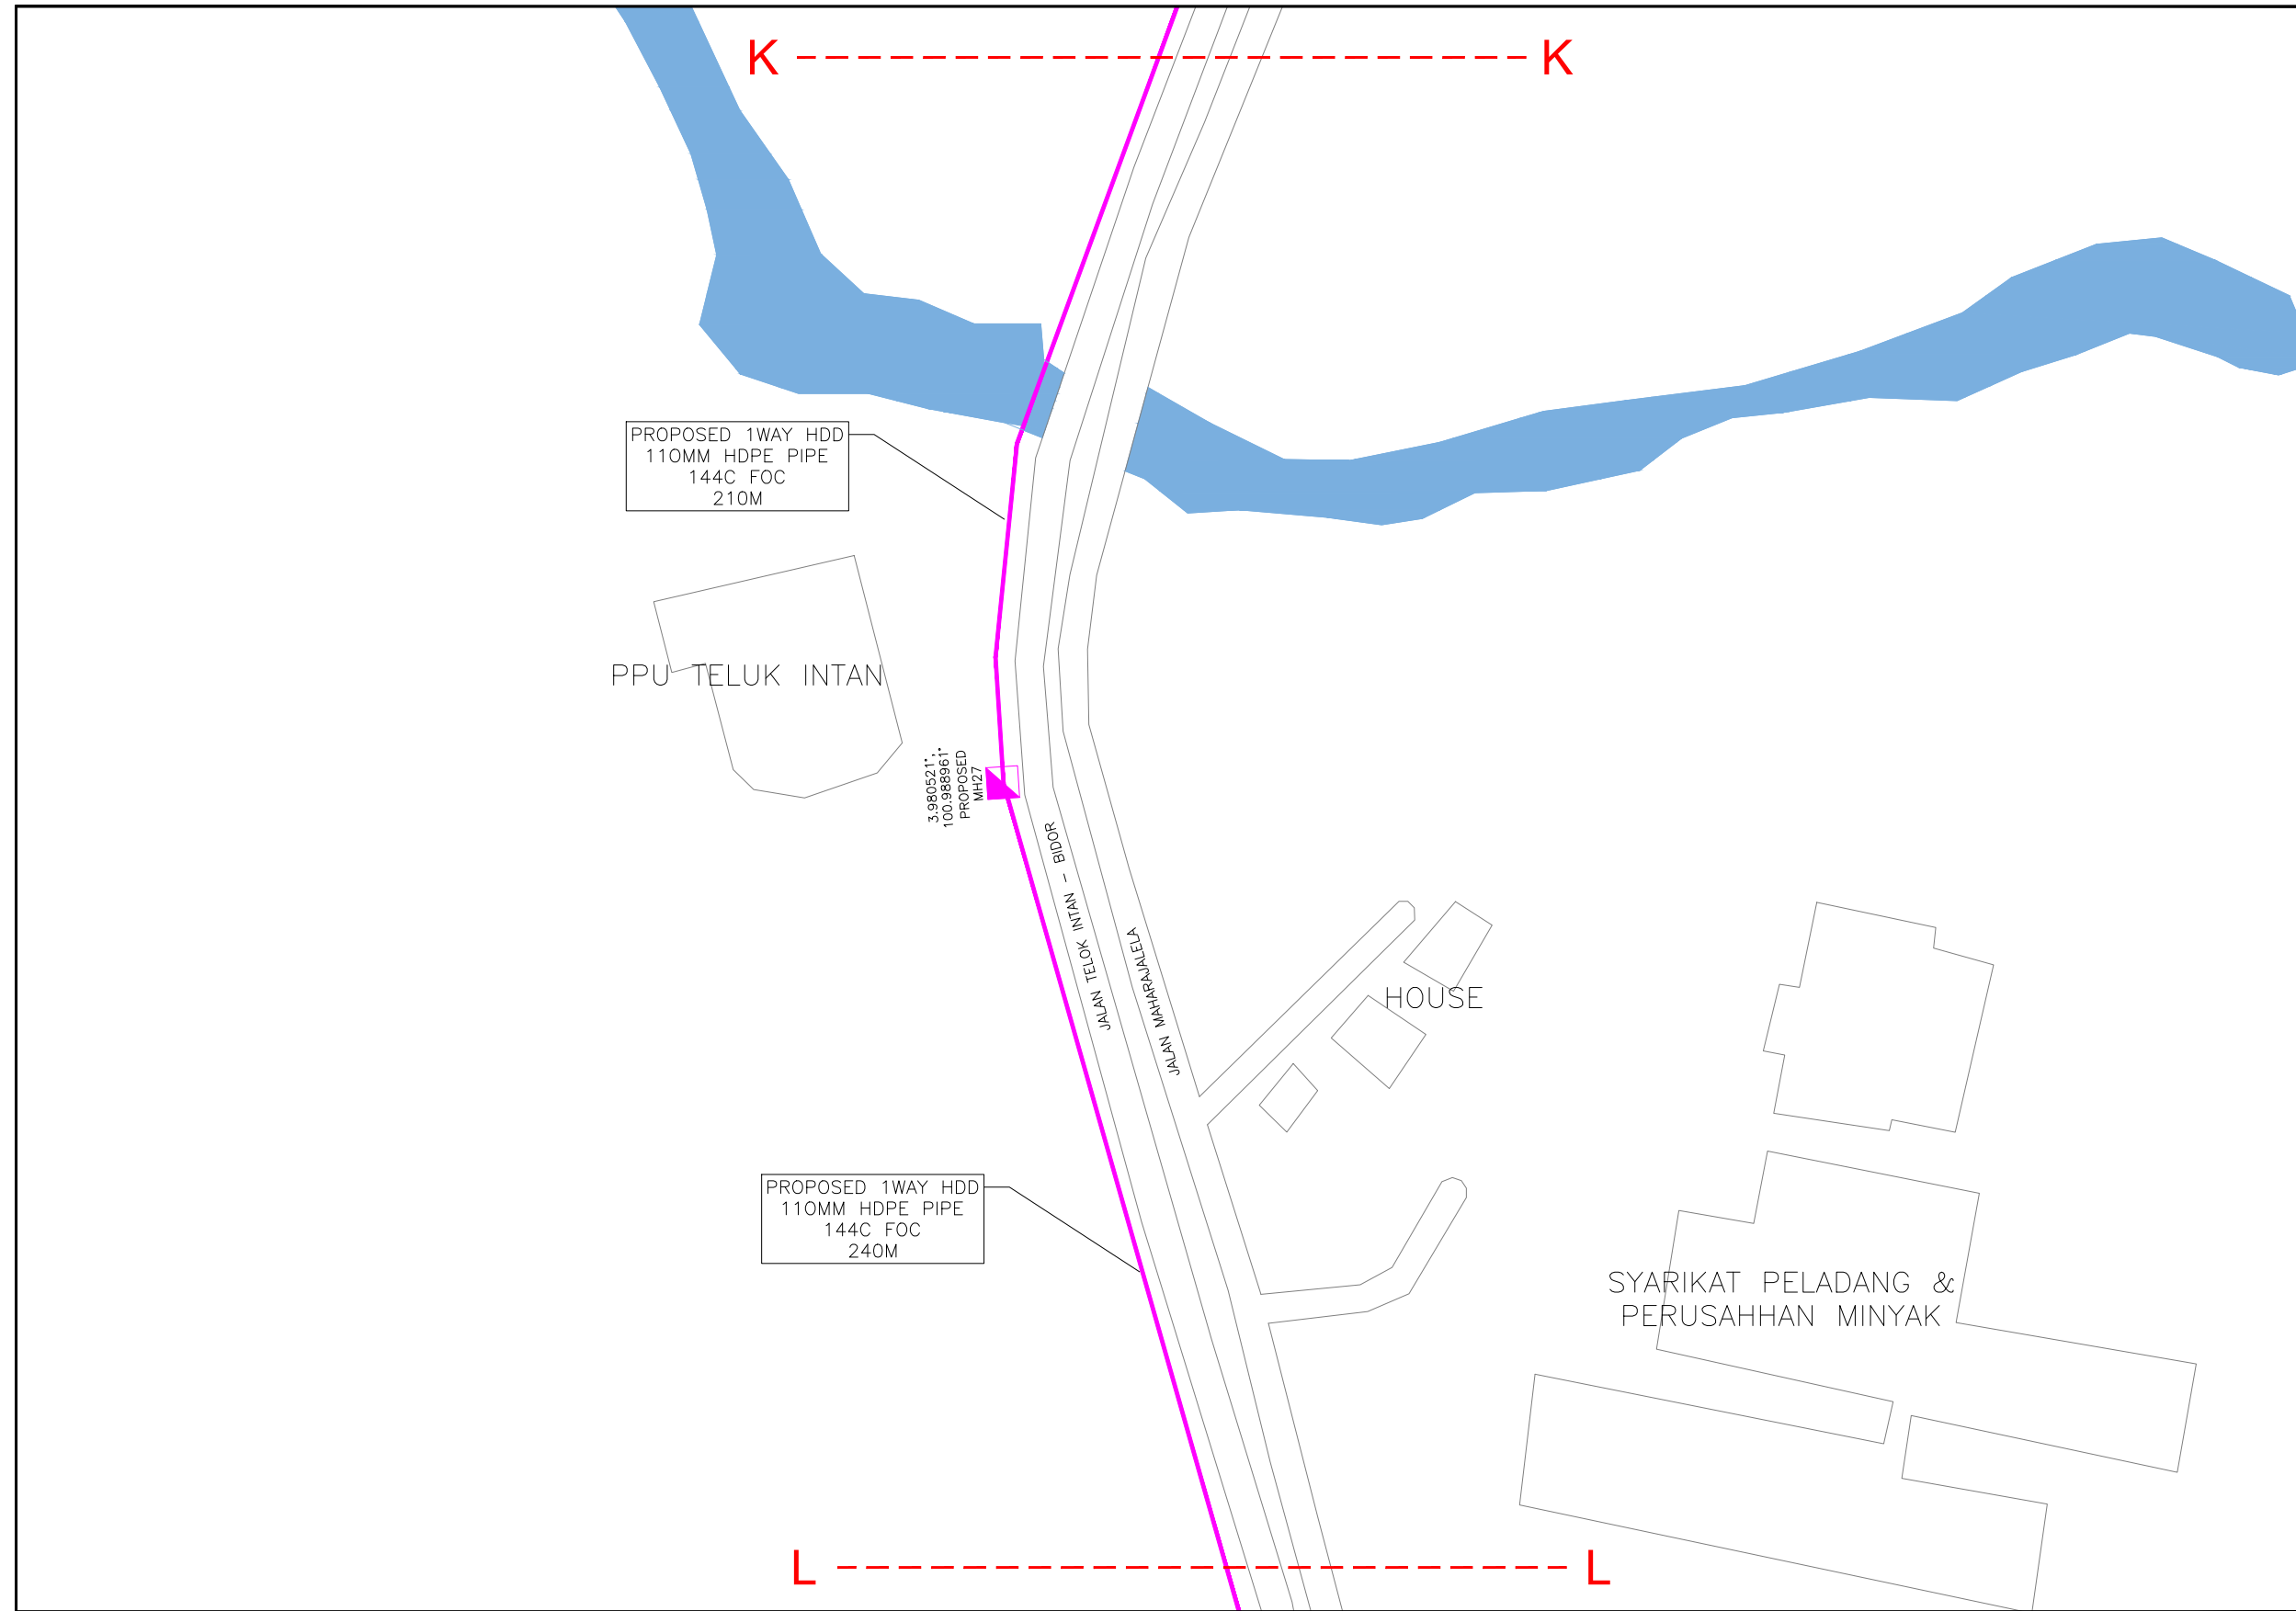 K
K
PROPOSED 1WAY HDD
110MM HDPE PIPE
144C FOC
210M
PPU TELUK INTAN
3.980521°,
100.988961°
PROPOSED
MH27
JALAN TELOK INTAN - BIDOR
JALAN MAHARAJALELA
HOUSE
PROPOSED 1WAY HDD
110MM HDPE PIPE
144C FOC
240M
SYARIKAT PELADANG &
PERUSAHHAN MINYAK
L
L